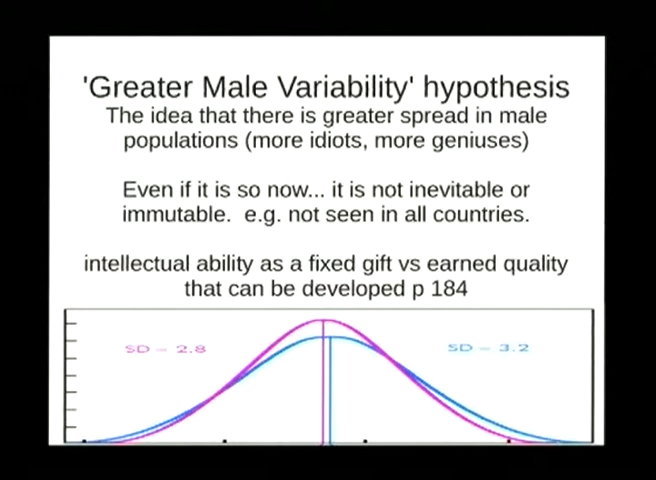 'Greater Male Variability' hypothesis
The idea that there is greater spread in male
populations (more idiots, more geniuses)
Even if it is so now... it is not inevitable or
immutable.  e.g. not seen in all countries.
intellectual ability as a fixed gift vs earned quality
that can be developed p 184
SD – 2.8
SD – 3.2